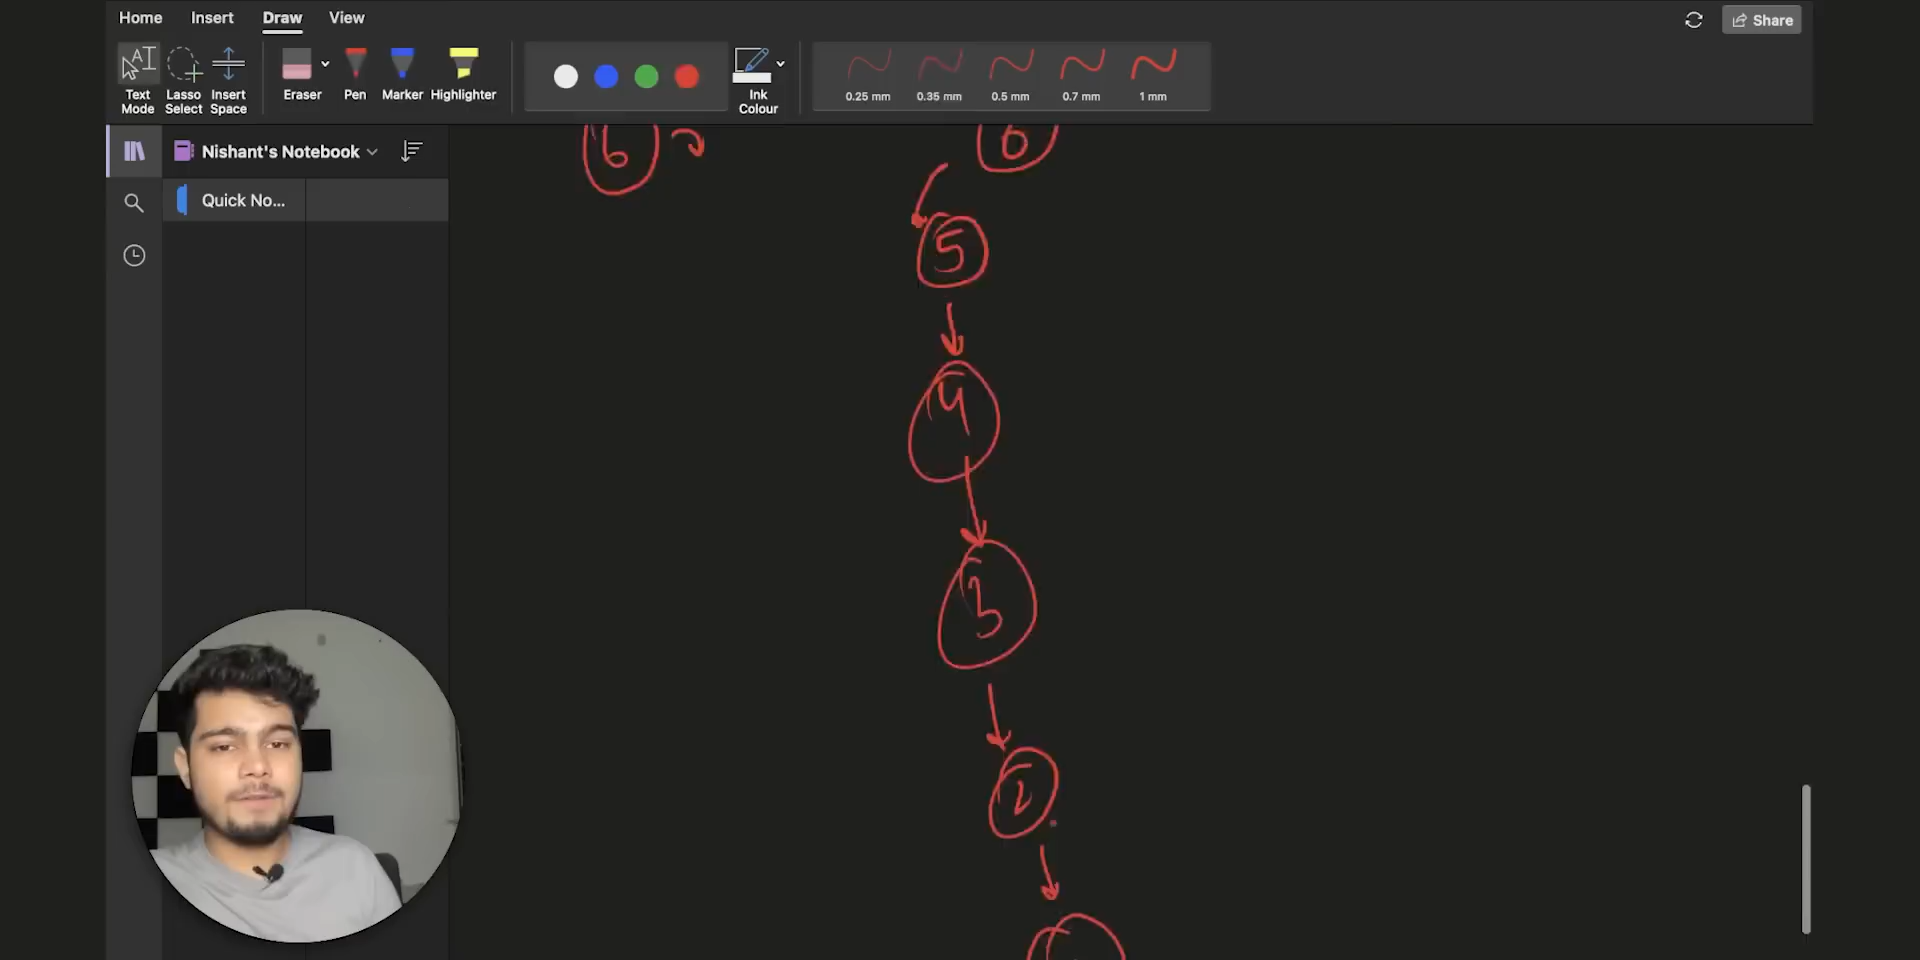 Home Insert Draw View
Share
Text Mode
Lasso Select
Insert Space
Eraser
Pen
Marker
Highlighter
Ink Colour
0.25 mm
0.35 mm
0.5 mm
0.7 mm
1 mm
Nishant's Notebook
Quick No...
6
6
5
4
3
2